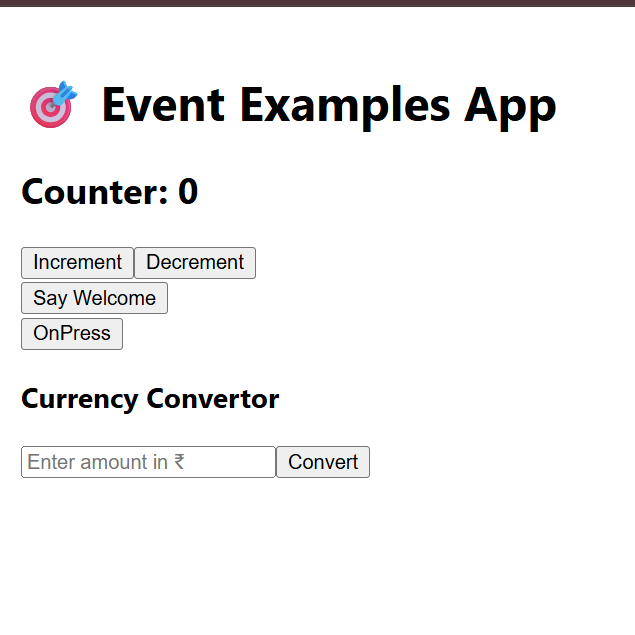 🎯 Event Examples App
Counter: 0
Increment Decrement
Say Welcome
OnPress
Currency Convertor
Enter amount in ₹ Convert